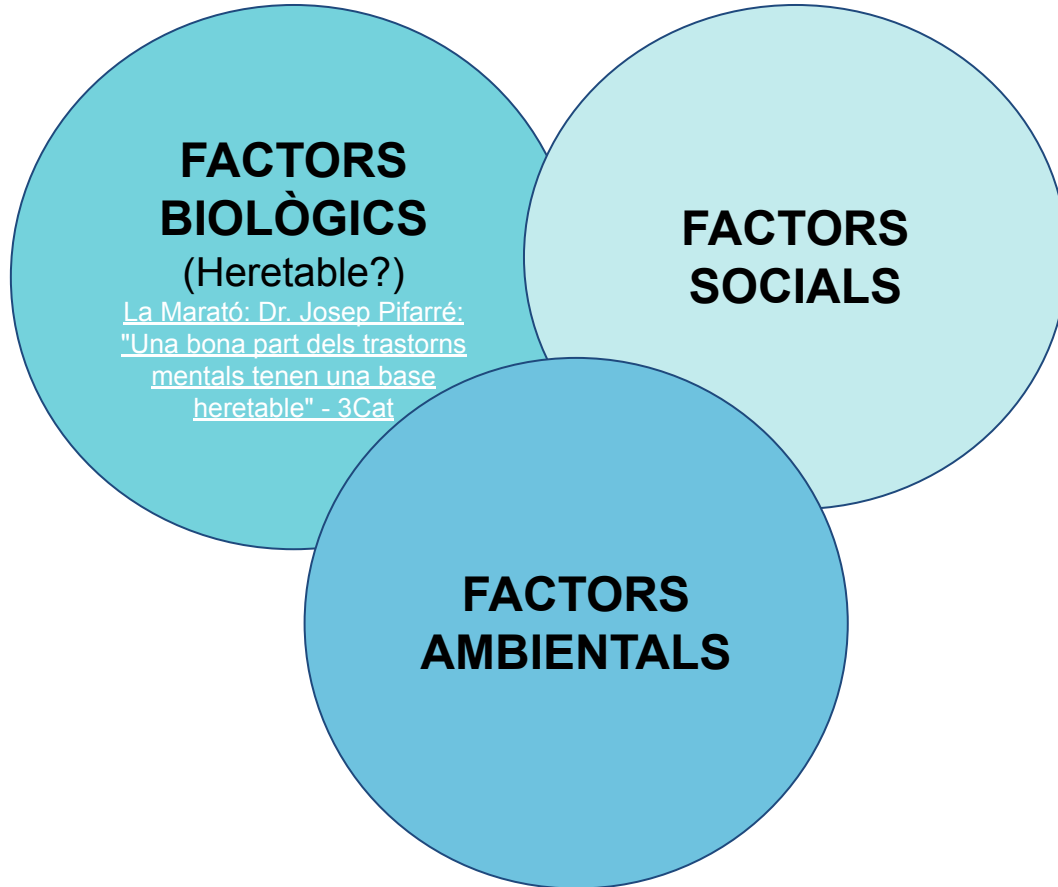 FACTORS
BIOLÒGICS
(Heretable?)
La Marató: Dr. Josep Pifarré:
"Una bona part dels trastorns
mentals tenen una base
heretable" - 3Cat
FACTORS
SOCIALS
FACTORS
AMBIENTALS